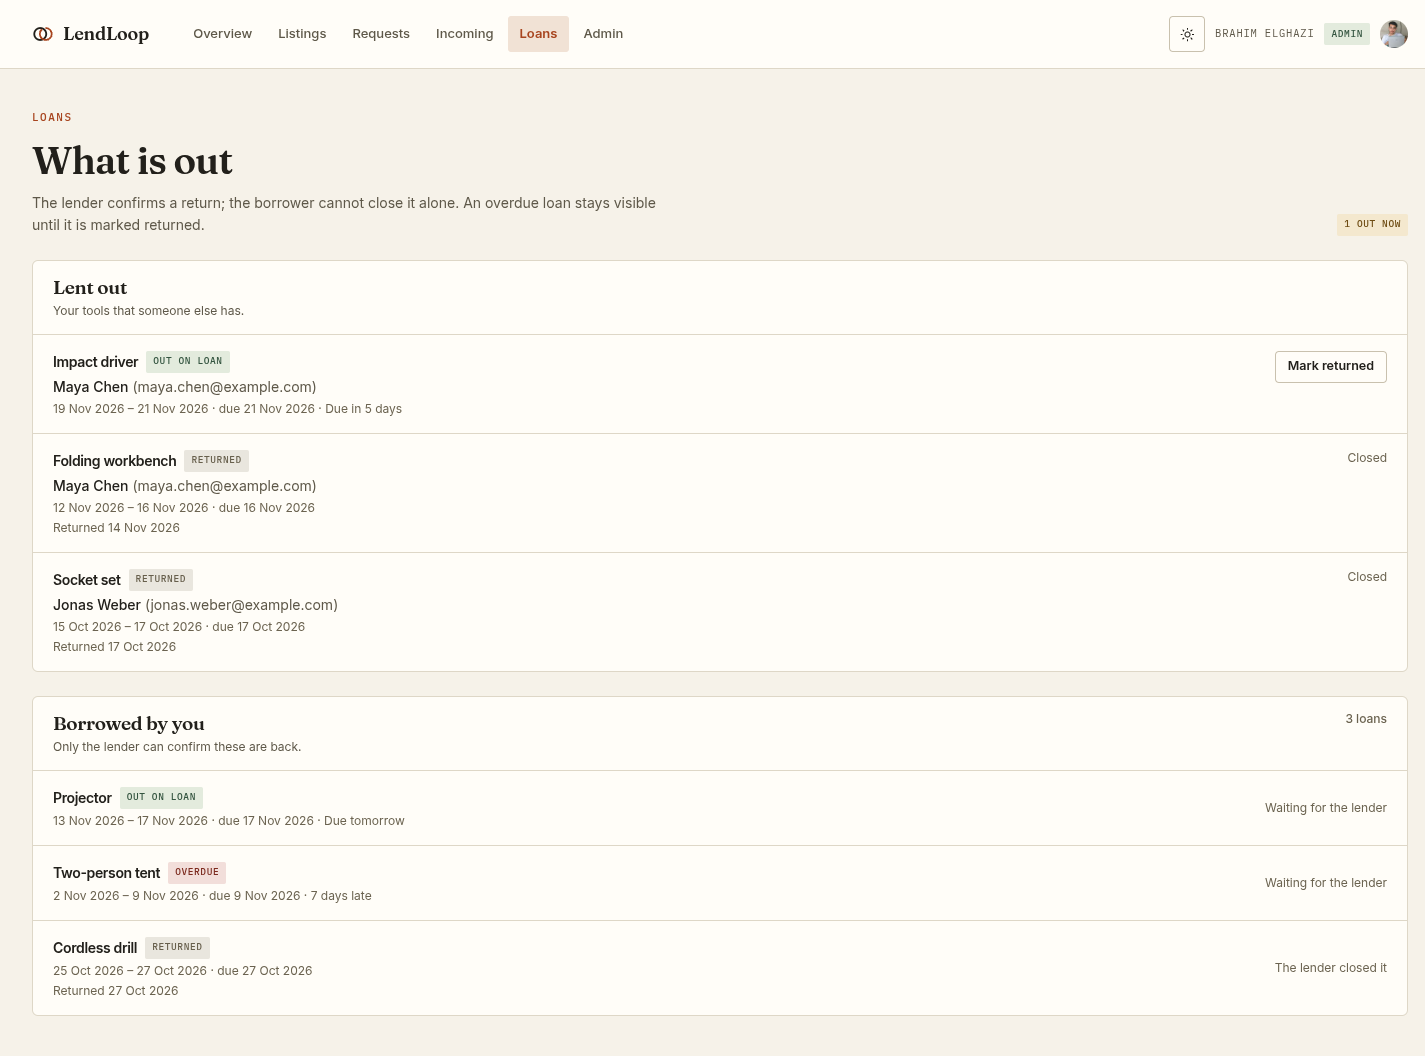 LendLoop
Overview
Listings
Requests
Incoming
Loans
Admin
BRAHIM ELGHAZI
ADMIN
LOANS
What is out
The lender confirms a return; the borrower cannot close it alone. An overdue loan stays visible
until it is marked returned.
1 OUT NOW
Lent out
Your tools that someone else has.
Impact driver OUT ON LOAN
Mark returned
Maya Chen (maya.chen@example.com)
19 Nov 2026 – 21 Nov 2026 · due 21 Nov 2026 · Due in 5 days
Folding workbench RETURNED
Closed
Maya Chen (maya.chen@example.com)
12 Nov 2026 – 16 Nov 2026 · due 16 Nov 2026
Returned 14 Nov 2026
Socket set RETURNED
Closed
Jonas Weber (jonas.weber@example.com)
15 Oct 2026 – 17 Oct 2026 · due 17 Oct 2026
Returned 17 Oct 2026
Borrowed by you
3 loans
Only the lender can confirm these are back.
Projector OUT ON LOAN
Waiting for the lender
13 Nov 2026 – 17 Nov 2026 · due 17 Nov 2026 · Due tomorrow
Two-person tent OVERDUE
Waiting for the lender
2 Nov 2026 – 9 Nov 2026 · due 9 Nov 2026 · 7 days late
Cordless drill RETURNED
The lender closed it
25 Oct 2026 – 27 Oct 2026 · due 27 Oct 2026
Returned 27 Oct 2026